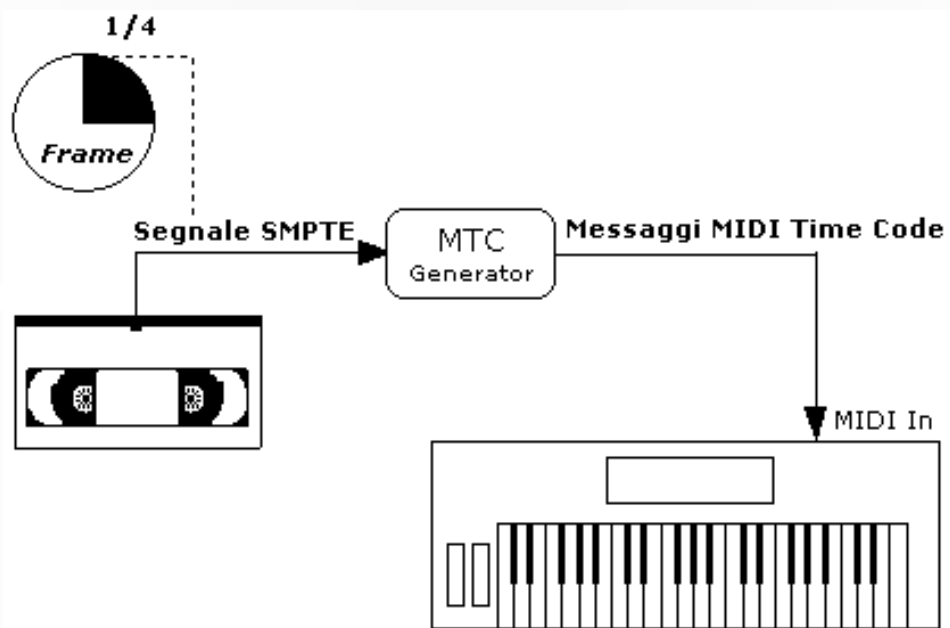 1/4
Frame
Segnale SMPTE
MTC
Generator
Messaggi MIDI Time Code
MIDI In